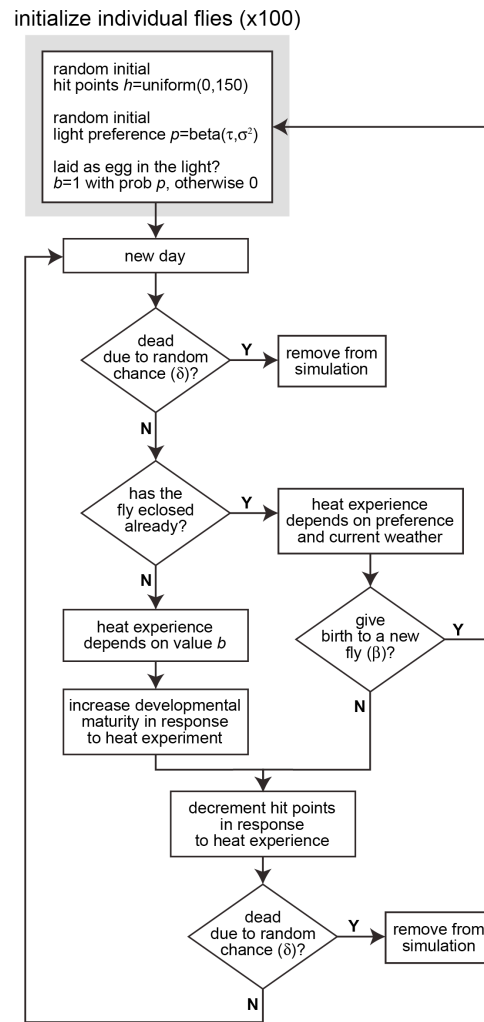 initialize individual flies (x100)
random initial
hit points h=uniform(0,150)
random initial
light preference p=beta(τ,σ²)
laid as egg in the light?
b=1 with prob p, otherwise 0
new day
dead
due to random
chance (δ)?
Y
remove from
simulation
N
has the
fly eclosed
already?
Y
heat experience
depends on preference
and current weather
N
give
birth to a new
fly (β)?
Y
heat experience
depends on value b
N
increase developmental
maturity in response
to heat experiment
decrement hit points
in response
to heat experience
dead
due to random
chance (δ)?
Y
remove from
simulation
N